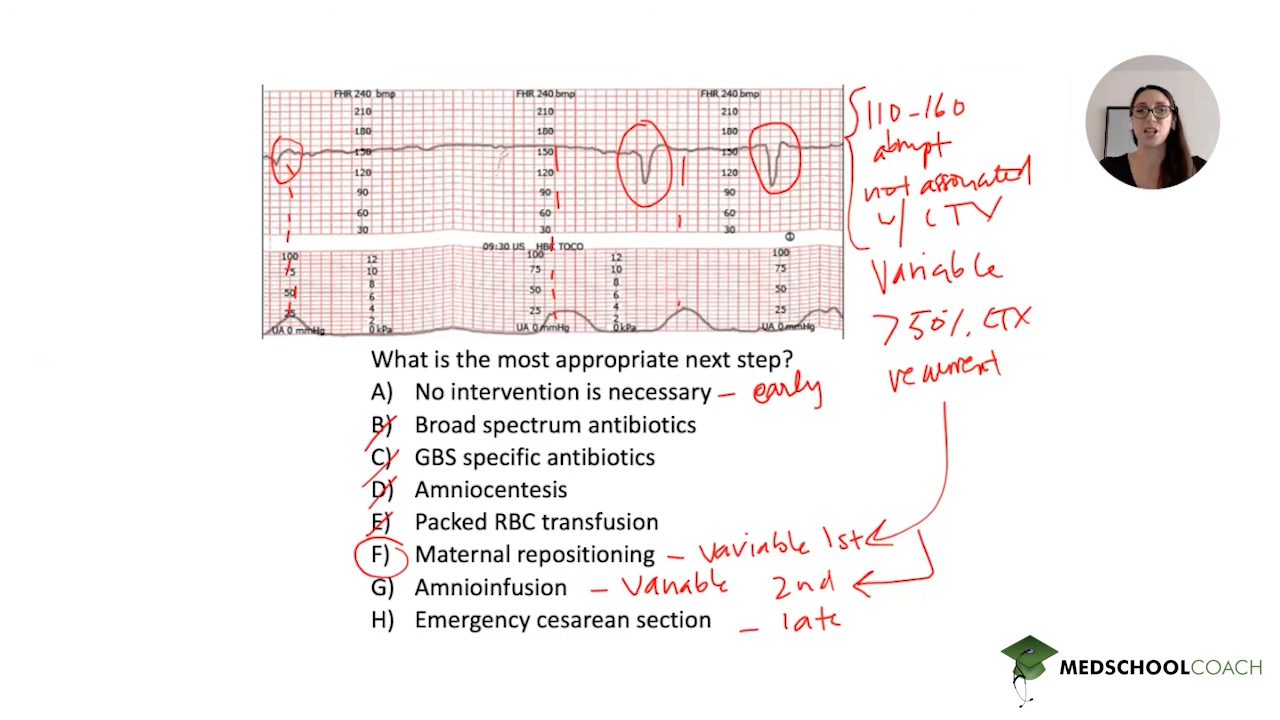 FHR 240 bmp FHR 240 bmp FHR 240 bmp
210 210 210
180 180 180
150 150 150
120 120 120
90 90 90
60 60 60
30 30 30
09:30 US TOCO
100 12 100 12 100
75 10 75 10 75
50 8 50 8 50
6 6
25 4 25 4 25
2 2
UA 0 mmHg 0 kPa UA 0 mmHg 0 kPa UA 0 mmHg
110-160
abrupt
not associated
w/ CTX
Variable
>50% CTX
recurrent
What is the most appropriate next step?
A) No intervention is necessary - early
B) Broad spectrum antibiotics
C) GBS specific antibiotics
D) Amniocentesis
E) Packed RBC transfusion
F) Maternal repositioning - variable 1st
G) Amnioinfusion - variable 2nd
H) Emergency cesarean section - late
MEDSCHOOLCOACH